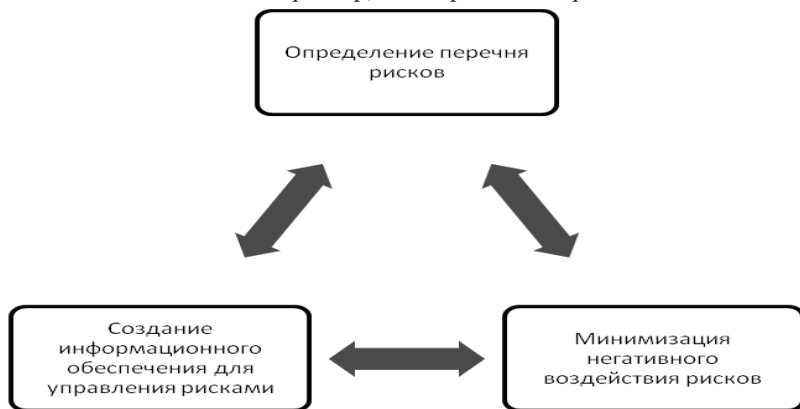 Определение перечня
рисков
Создание
информационного
обеспечения для
управления рисками
Минимизация
негативного
воздействия рисков